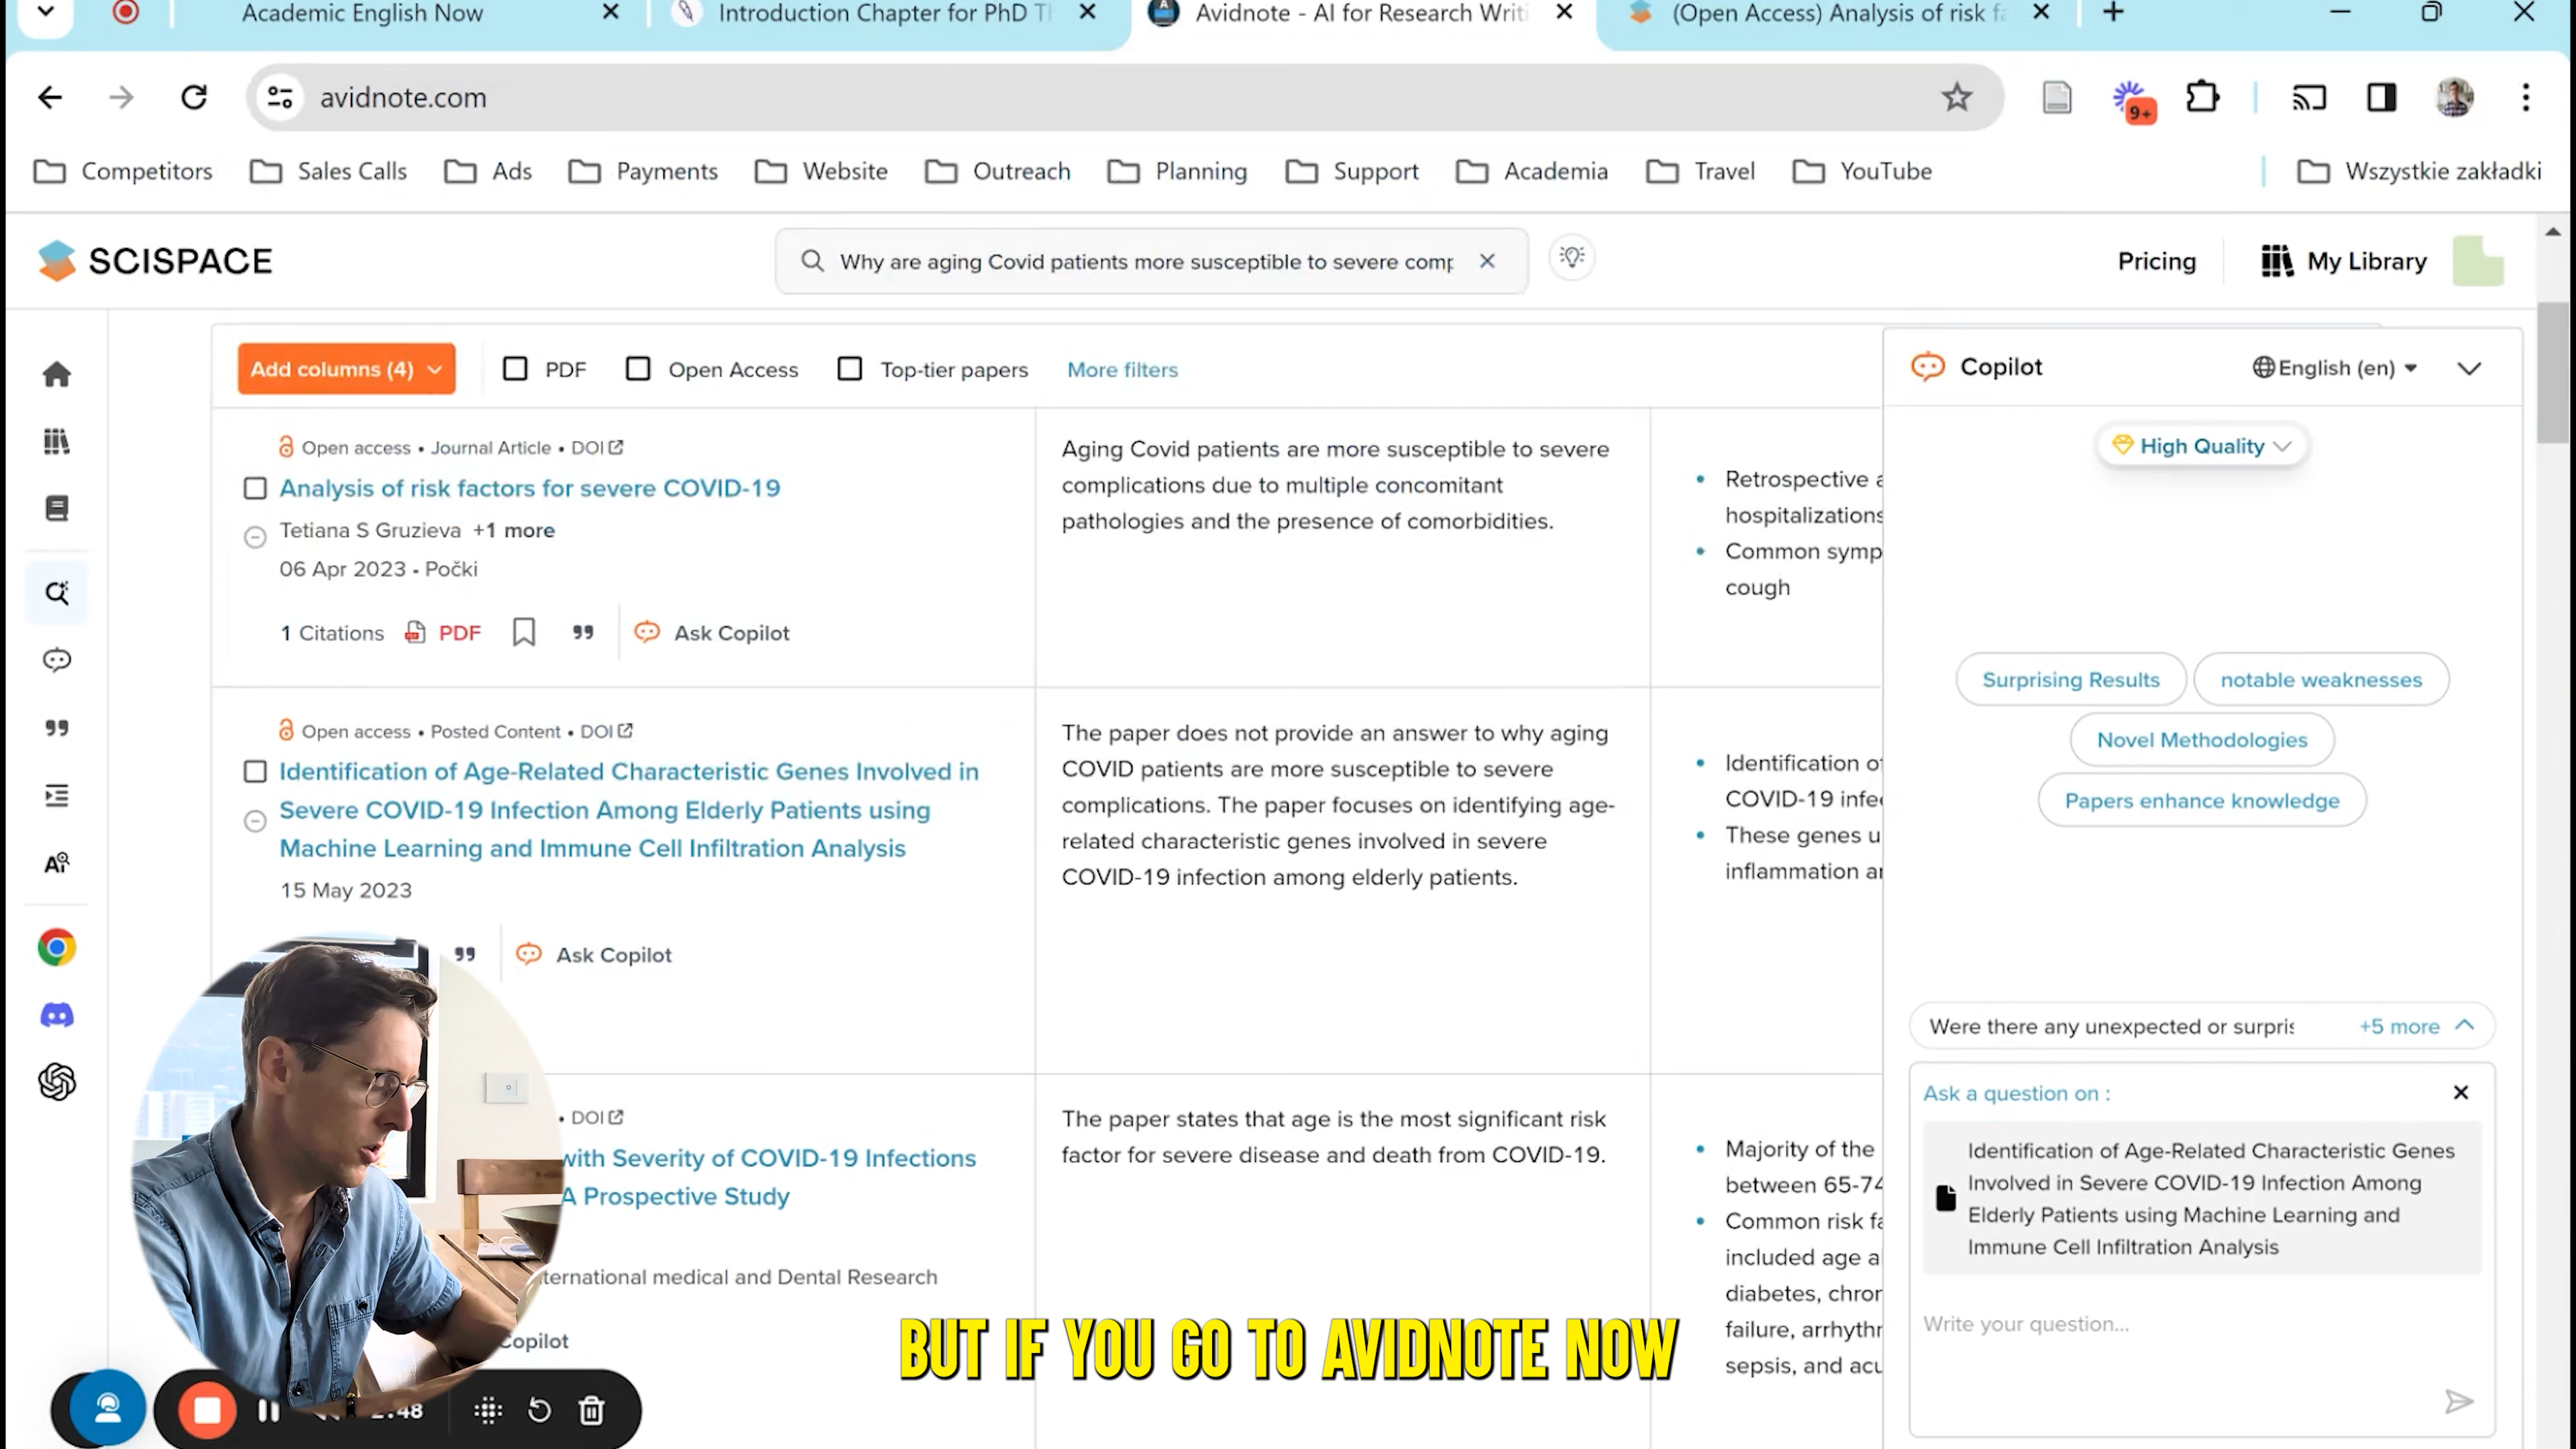 Academic English Now
Introduction Chapter for PhD Th
Avidnote - AI for Research Writi
(Open Access) Analysis of risk fa
avidnote.com
9+
Competitors
Sales Calls
Ads
Payments
Website
Outreach
Planning
Support
Academia
Travel
YouTube
Wszystkie zakładki
SCISPACE
Why are aging Covid patients more susceptible to severe comp
Pricing
My Library
Add columns (4)
PDF
Open Access
Top-tier papers
More filters
Open access • Journal Article • DOI
Analysis of risk factors for severe COVID-19
Tetiana S Gruzieva +1 more
06 Apr 2023 - Počki
1 Citations
PDF
Ask Copilot
Aging Covid patients are more susceptible to severe
complications due to multiple concomitant
pathologies and the presence of comorbidities.
Retrospective a
hospitalizations
Common symp
cough
Open access • Posted Content • DOI
Identification of Age-Related Characteristic Genes Involved in
Severe COVID-19 Infection Among Elderly Patients using
Machine Learning and Immune Cell Infiltration Analysis
15 May 2023
Ask Copilot
The paper does not provide an answer to why aging
COVID patients are more susceptible to severe
complications. The paper focuses on identifying age-
related characteristic genes involved in severe
COVID-19 infection among elderly patients.
Identification of
COVID-19 infec
These genes u
inflammation an
• DOI
with Severity of COVID-19 Infections
A Prospective Study
ternational medical and Dental Research
Copilot
The paper states that age is the most significant risk
factor for severe disease and death from COVID-19.
Majority of the
between 65-74
Common risk fa
included age a
diabetes, chron
failure, arrhythm
sepsis, and acu
Copilot
English (en)
High Quality
Surprising Results
notable weaknesses
Novel Methodologies
Papers enhance knowledge
Were there any unexpected or surpris
+5 more
Ask a question on :
Identification of Age-Related Characteristic Genes
Involved in Severe COVID-19 Infection Among
Elderly Patients using Machine Learning and
Immune Cell Infiltration Analysis
Write your question...
BUT IF YOU GO TO AVIDNOTE NOW
:48